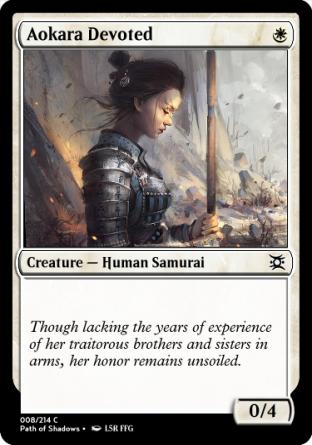 Aokara Devoted
Creature — Human Samurai
Though lacking the years of experience
of her traitorous brothers and sisters in
arms, her honor remains unsoiled.
0/4
008/214 C
Path of Shadows • LSR FFG